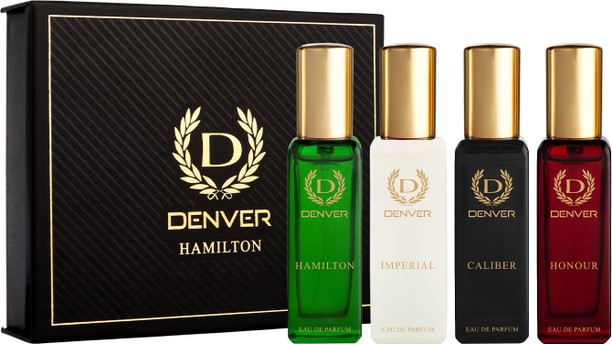 D
DENVER
HAMILTON
D
DENVER
HAMILTON
EAU DE PARFUM
D
DENVER
IMPERIAL
EAU DE PARFUM
D
DENVER
CALIBER
EAU DE PARFUM
D
DENVER
HONOUR
EAU DE PARFUM